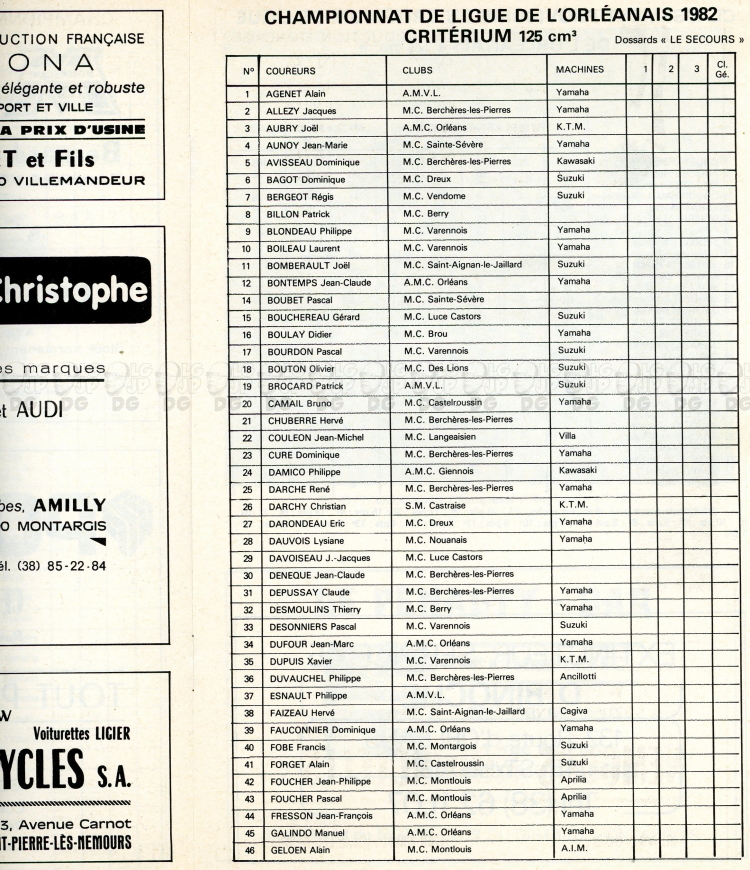 UCTION FRANÇAISE
ONA
élégante et robuste
PORT ET VILLE
A PRIX D'USINE
T et Fils
O VILLEMANDEUR
Christophe
es marques
et AUDI
bes, AMILLY
0 MONTARGIS
él. (38) 85-22-84
W
Voiturettes LIGIER
YCLES S.A.
3, Avenue Carnot
NT-PIERRE-LÈS-NEMOURS
CHAMPIONNAT DE LIGUE DE L'ORLÉANAIS 1982
CRITÉRIUM 125 cm³ Dossards « LE SECOURS »
N° COUREURS CLUBS MACHINES 1 2 3 Cl. Gé.
1 AGENET Alain A.M.V.L. Yamaha
2 ALLEZY Jacques M.C. Berchères-les-Pierres Yamaha
3 AUBRY Joël A.M.C. Orléans K.T.M.
4 AUNOY Jean-Marie M.C. Sainte-Sévère Yamaha
5 AVISSEAU Dominique M.C. Berchères-les-Pierres Kawasaki
6 BAGOT Dominique M.C. Dreux Suzuki
7 BERGEOT Régis M.C. Vendome Suzuki
8 BILLON Patrick M.C. Berry
9 BLONDEAU Philippe M.C. Varennois Yamaha
10 BOILEAU Laurent M.C. Varennois Yamaha
11 BOMBERAULT Joël M.C. Saint-Aignan-le-Jaillard Suzuki
12 BONTEMPS Jean-Claude A.M.C. Orléans Yamaha
14 BOUBET Pascal M.C. Sainte-Sévère
15 BOUCHEREAU Gérard M.C. Luce Castors Suzuki
16 BOULAY Didier M.C. Brou Yamaha
17 BOURDON Pascal M.C. Varennois Suzuki
18 BOUTON Olivier M.C. Des Lions Suzuki
19 BROCARD Patrick A.M.V.L. Suzuki
20 CAMAIL Bruno M.C. Castelroussin Yamaha
21 CHUBERRE Hervé M.C. Berchères-les-Pierres
22 COULEON Jean-Michel M.C. Langeaisien Villa
23 CURE Dominique M.C. Berchères-les-Pierres Yamaha
24 DAMICO Philippe A.M.C. Giennois Kawasaki
25 DARCHE René M.C. Berchères-les-Pierres Yamaha
26 DARCHY Christian S.M. Castraise K.T.M.
27 DARONDEAU Eric M.C. Dreux Yamaha
28 DAUVOIS Lysiane M.C. Nouanais Yamaha
29 DAVOISEAU J.-Jacques M.C. Luce Castors
30 DENEQUE Jean-Claude M.C. Berchères-les-Pierres
31 DEPUSSAY Claude M.C. Berchères-les-Pierres Yamaha
32 DESMOULINS Thierry M.C. Berry Yamaha
33 DESONNIERS Pascal M.C. Varennois Suzuki
34 DUFOUR Jean-Marc A.M.C. Orléans Yamaha
35 DUPUIS Xavier M.C. Varennois K.T.M.
36 DUVAUCHEL Philippe M.C. Berchères-les-Pierres Ancillotti
37 ESNAULT Philippe A.M.V.L.
38 FAIZEAU Hervé M.C. Saint-Aignan-le-Jaillard Cagiva
39 FAUCONNIER Dominique A.M.C. Orléans Yamaha
40 FOBE Francis M.C. Montargois Suzuki
41 FORGET Alain M.C. Castelroussin Suzuki
42 FOUCHER Jean-Philippe M.C. Montlouis Aprilia
43 FOUCHER Pascal M.C. Montlouis Aprilia
44 FRESSON Jean-François A.M.C. Orléans Yamaha
45 GALINDO Manuel A.M.C. Orléans Yamaha
46 GELOEN Alain M.C. Montlouis A.I.M.